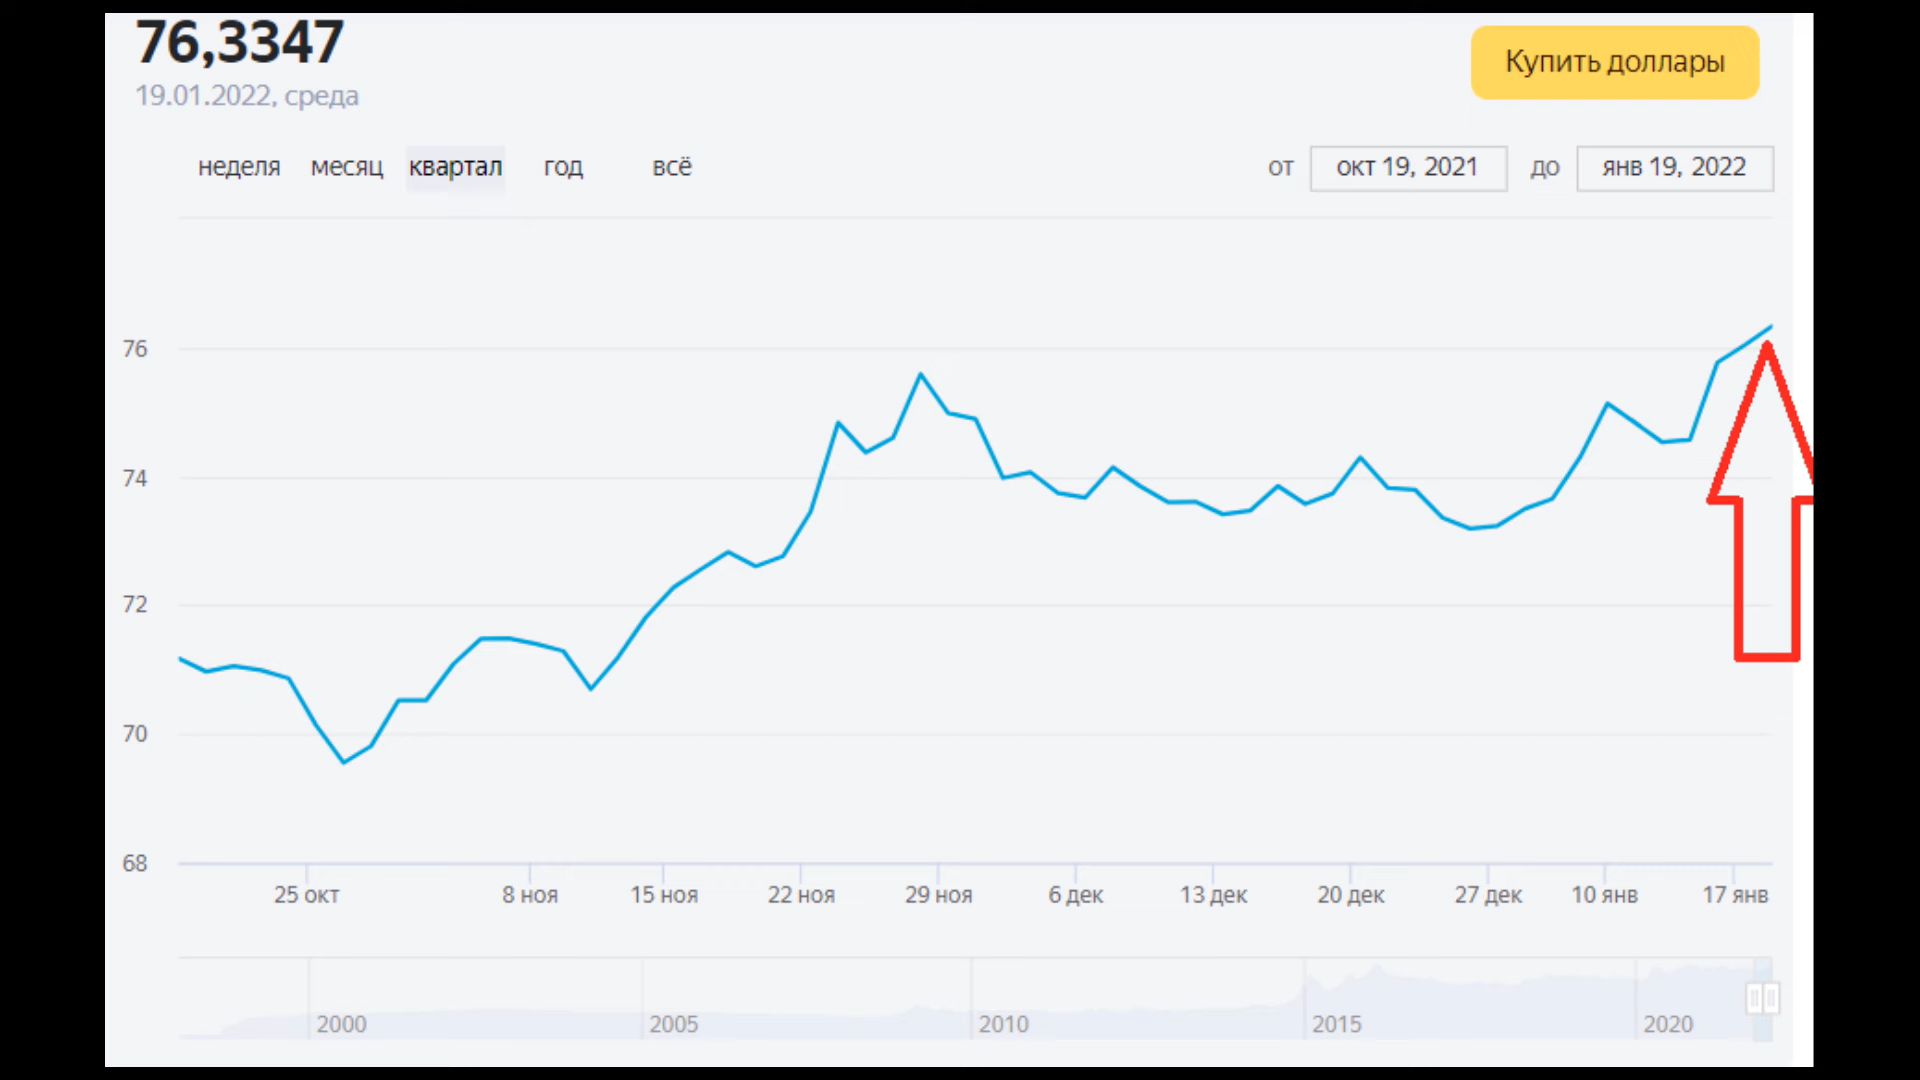 76,3347
Купить доллары
19.01.2022, среда
неделя месяц квартал год всё от окт 19, 2021 до янв 19, 2022
76
74
72
70
68
25 окт 8 ноя 15 ноя 22 ноя 29 ноя 6 дек 13 дек 20 дек 27 дек 10 янв 17 янв
2000 2005 2010 2015 2020